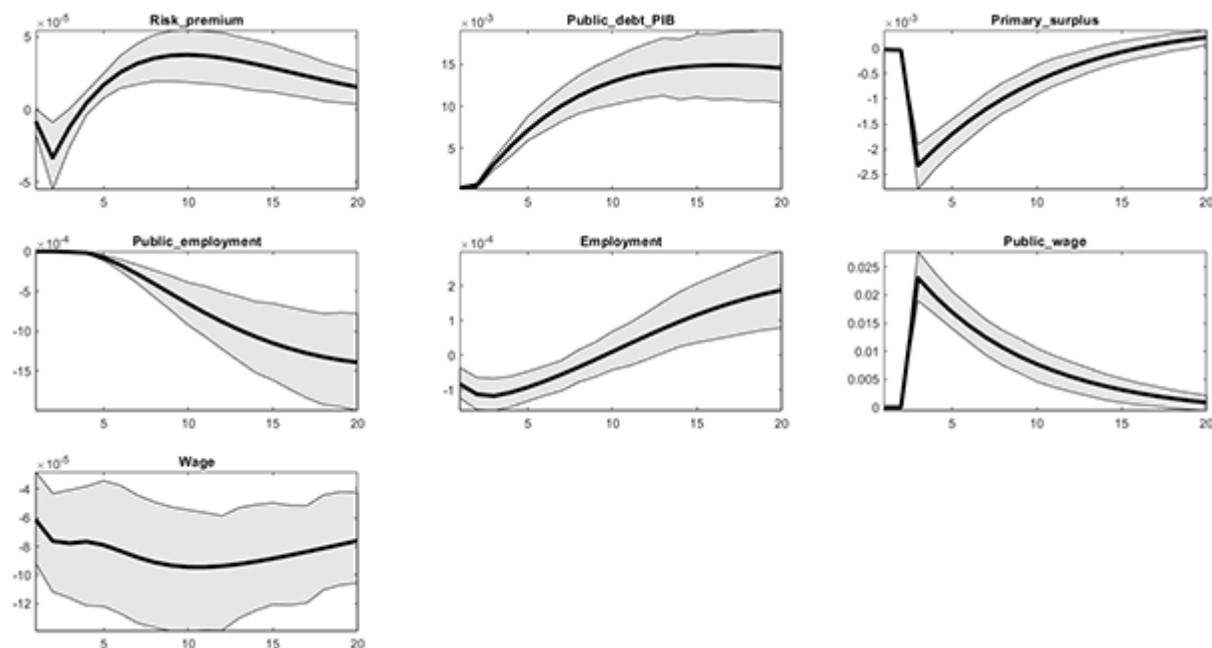 Risk_premium
×10⁻⁵
5
0
-5
5 10 15 20
Public_debt_PIB
×10⁻³
15
10
5
5 10 15 20
Primary_surplus
×10⁻³
0
-0.5
-1
-1.5
-2
-2.5
5 10 15 20
Public_employment
×10⁻⁴
0
-5
-10
-15
5 10 15 20
Employment
×10⁻⁴
2
1
0
-1
5 10 15 20
Public_wage
0.025
0.02
0.015
0.01
0.005
0
5 10 15 20
Wage
×10⁻⁵
-4
-6
-8
-10
-12
5 10 15 20